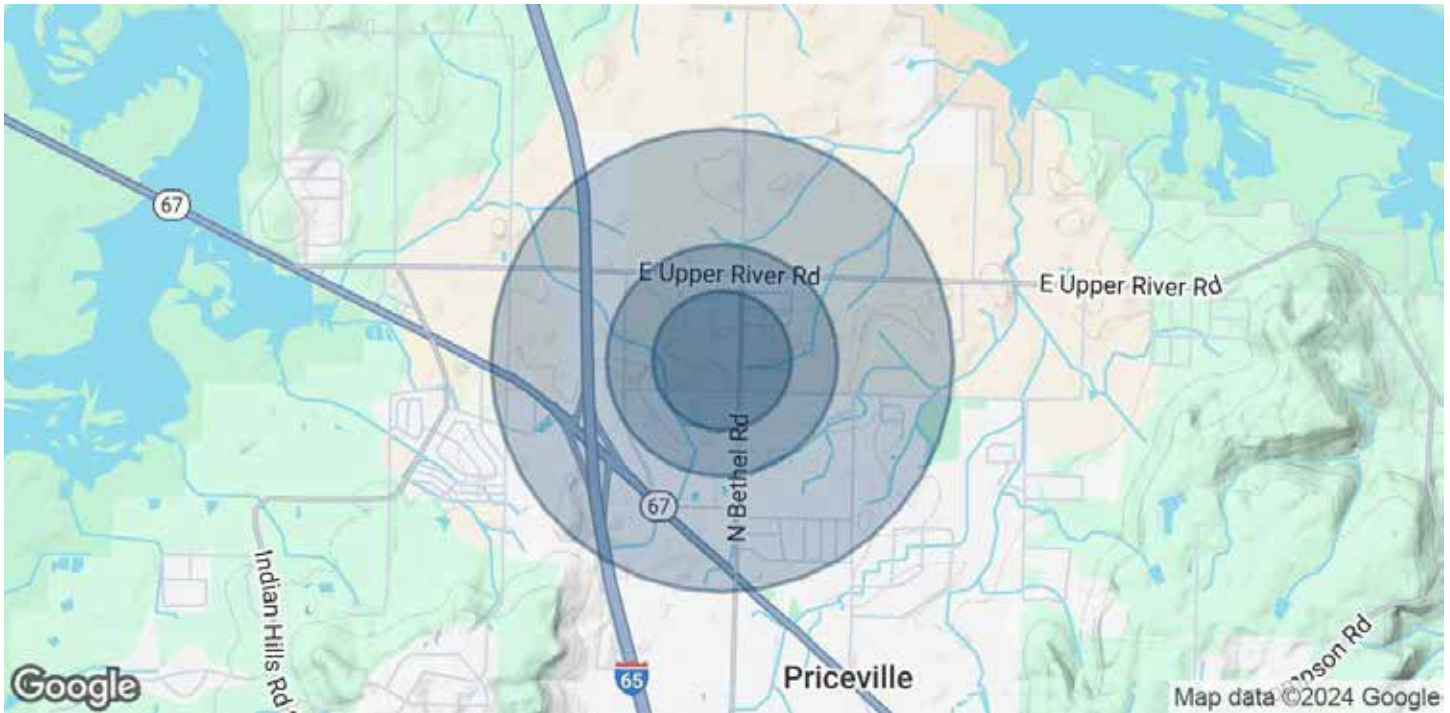 67
E Upper River Rd
E Upper River Rd
N Bethel Rd
67
Indian Hills Rd S
65
Priceville
Google
Map data ©2024 Google